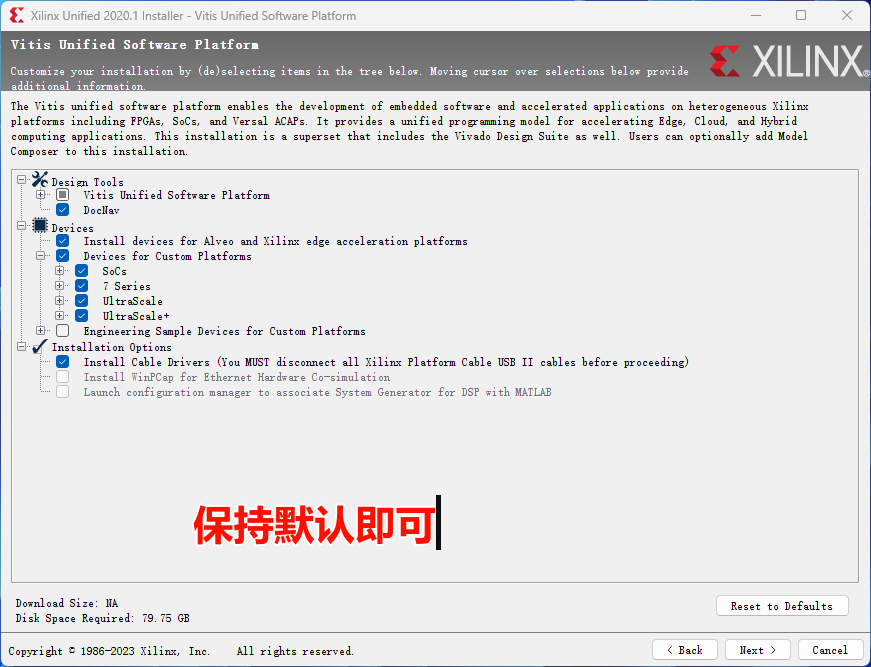 Xilinx Unified 2020.1 Installer - Vitis Unified Software Platform
Vitis Unified Software Platform
Customize your installation by (de)selecting items in the tree below. Moving cursor over selections below provide
additional information.
XILINX®
The Vitis unified software platform enables the development of embedded software and accelerated applications on heterogeneous Xilinx
platforms including FPGAs, SoCs, and Versal ACAPs. It provides a unified programming model for accelerating Edge, Cloud, and Hybrid
computing applications. This installation is a superset that includes the Vivado Design Suite as well. Users can optionally add Model
Composer to this installation.
Design Tools
Vitis Unified Software Platform
DocNav
Devices
Install devices for Alveo and Xilinx edge acceleration platforms
Devices for Custom Platforms
SoCs
7 Series
UltraScale
UltraScale+
Engineering Sample Devices for Custom Platforms
Installation Options
Install Cable Drivers (You MUST disconnect all Xilinx Platform Cable USB II cables before proceeding)
Install WinPCap for Ethernet Hardware Co-simulation
Launch configuration manager to associate System Generator for DSP with MATLAB
保持默认即可
Download Size: NA
Disk Space Required: 79.75 GB
Reset to Defaults
Copyright © 1986-2023 Xilinx, Inc. All rights reserved.
< Back
Next >
Cancel